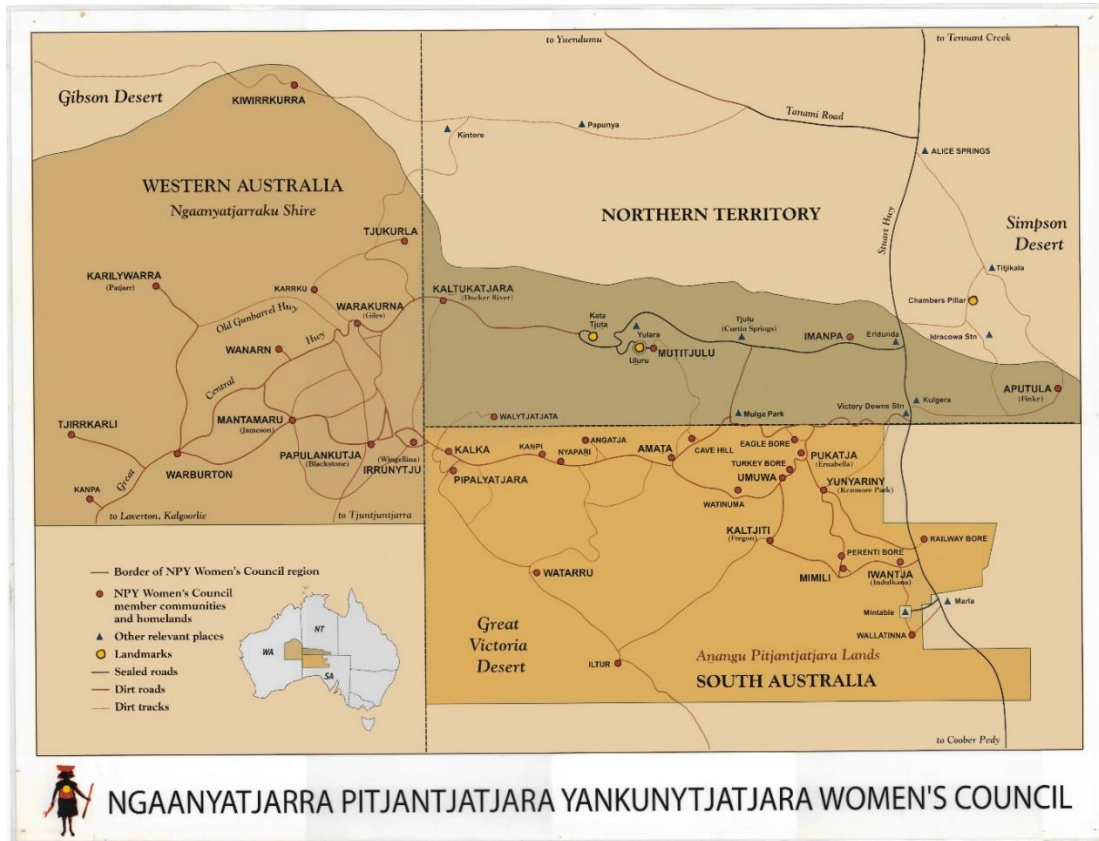 to Yuendumu
to Tennant Creek
Gibson Desert
KIWIRRKURRA
Tanami Road
Kintore
Papunya
ALICE SPRINGS
WESTERN AUSTRALIA
Ngaanyatjarraku Shire
NORTHERN TERRITORY
Stuart Hwy
Simpson
Desert
TJUKURLA
Titjikala
KARILYWARRA
(Patjarr)
KARRKU
KALTUKATJARA
(Docker River)
Chambers Pillar
Old Gunbarrel Hwy
WARAKURNA
(Giles)
Kata
Tjuta
Yulara
Tjulu
(Curtin Springs)
IMANPA
Erldunda
Idracowa Stn
WANARN
Central
Hwy
Uluru
MUTITJULU
APUTULA
(Finke)
TJIRRKARLI
MANTAMARU
(Jameson)
WALYTJATJATA
Mulga Park
Victory Downs Stn
Kulgera
PAPULANKUTJA
(Blackstone)
(Wingellina)
IRRUNYTJU
KALKA
KANPI
ANGATJA
NYAPARI
AMATA
CAVE HILL
EAGLE BORE
PUKATJA
(Ernabella)
WARBURTON
Great
PIPALYATJARA
TURKEY BORE
UMUWA
YUNYARINY
(Kenmore Park)
KANPA
WATINUMA
to Laverton, Kalgoorlie
to Tjuntjuntjarra
KALTJITI
(Fregon)
RAILWAY BORE
PERENTI BORE
MIMILI
IWANTJA
(Indulkana)
WATARRU
Mintabie
Marla
WALLATINNA
Great
Victoria
Desert
ILTUR
Anangu Pitjantjatjara Lands
SOUTH AUSTRALIA
to Coober Pedy
Border of NPY Women's Council region
NPY Women's Council
member communities
and homelands
Other relevant places
Landmarks
Sealed roads
Dirt roads
Dirt tracks
WA
NT
SA
NGAANYATJARRA PITJANTJATJARA YANKUNYTJATJARA WOMEN'S COUNCIL